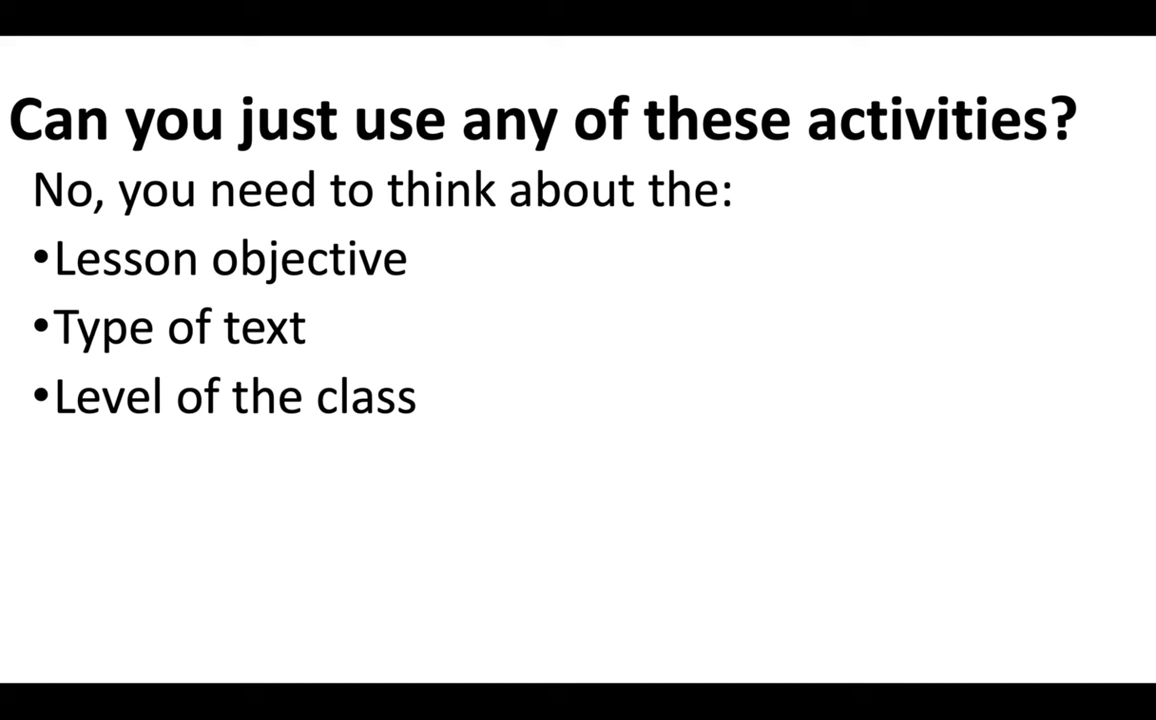 Can you just use any of these activities?
No, you need to think about the:
•Lesson objective
•Type of text
•Level of the class